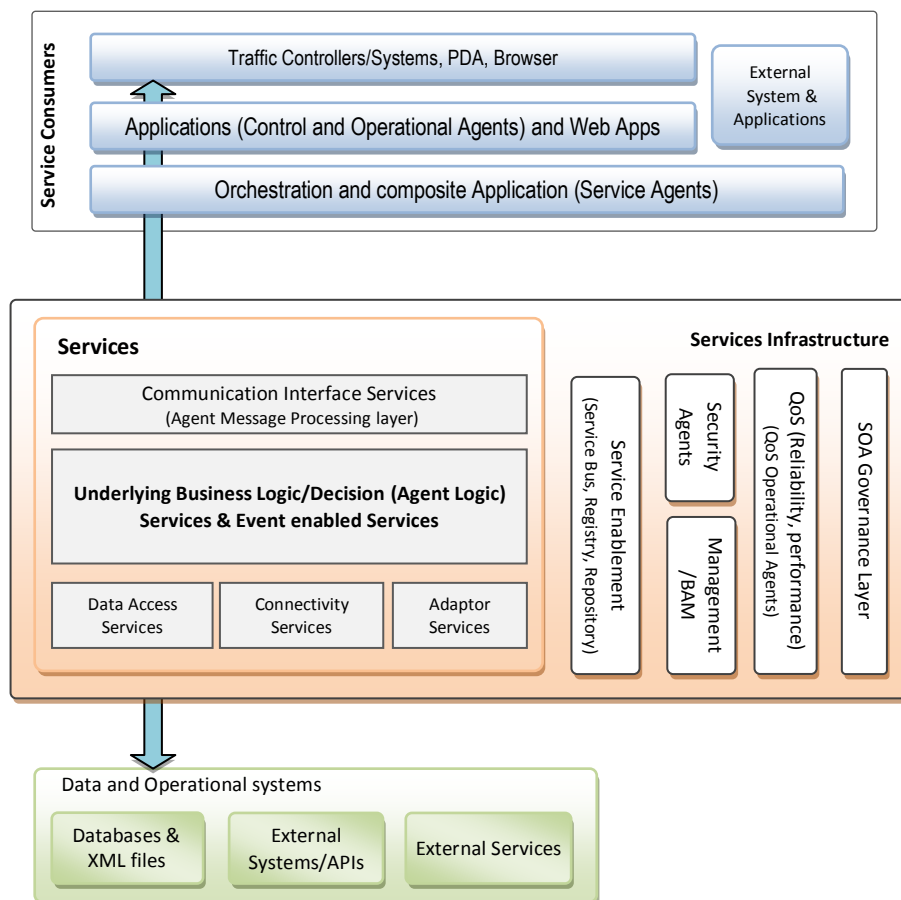 Service Consumers
Traffic Controllers/Systems, PDA, Browser
External
System &
Applications
Applications (Control and Operational Agents) and Web Apps
Orchestration and composite Application (Service Agents)
Services Infrastructure
Services
Communication Interface Services
(Agent Message Processing layer)
Underlying Business Logic/Decision (Agent Logic)
Services & Event enabled Services
Data Access
Services
Connectivity
Services
Adaptor
Services
Service Enablement
(Service Bus, Registry, Repository)
Security
Agents
Management
/BAM
QoS (Reliability, performance)
(QoS Operational Agents)
SOA Governance Layer
Data and Operational systems
Databases &
XML files
External
Systems/APIs
External Services